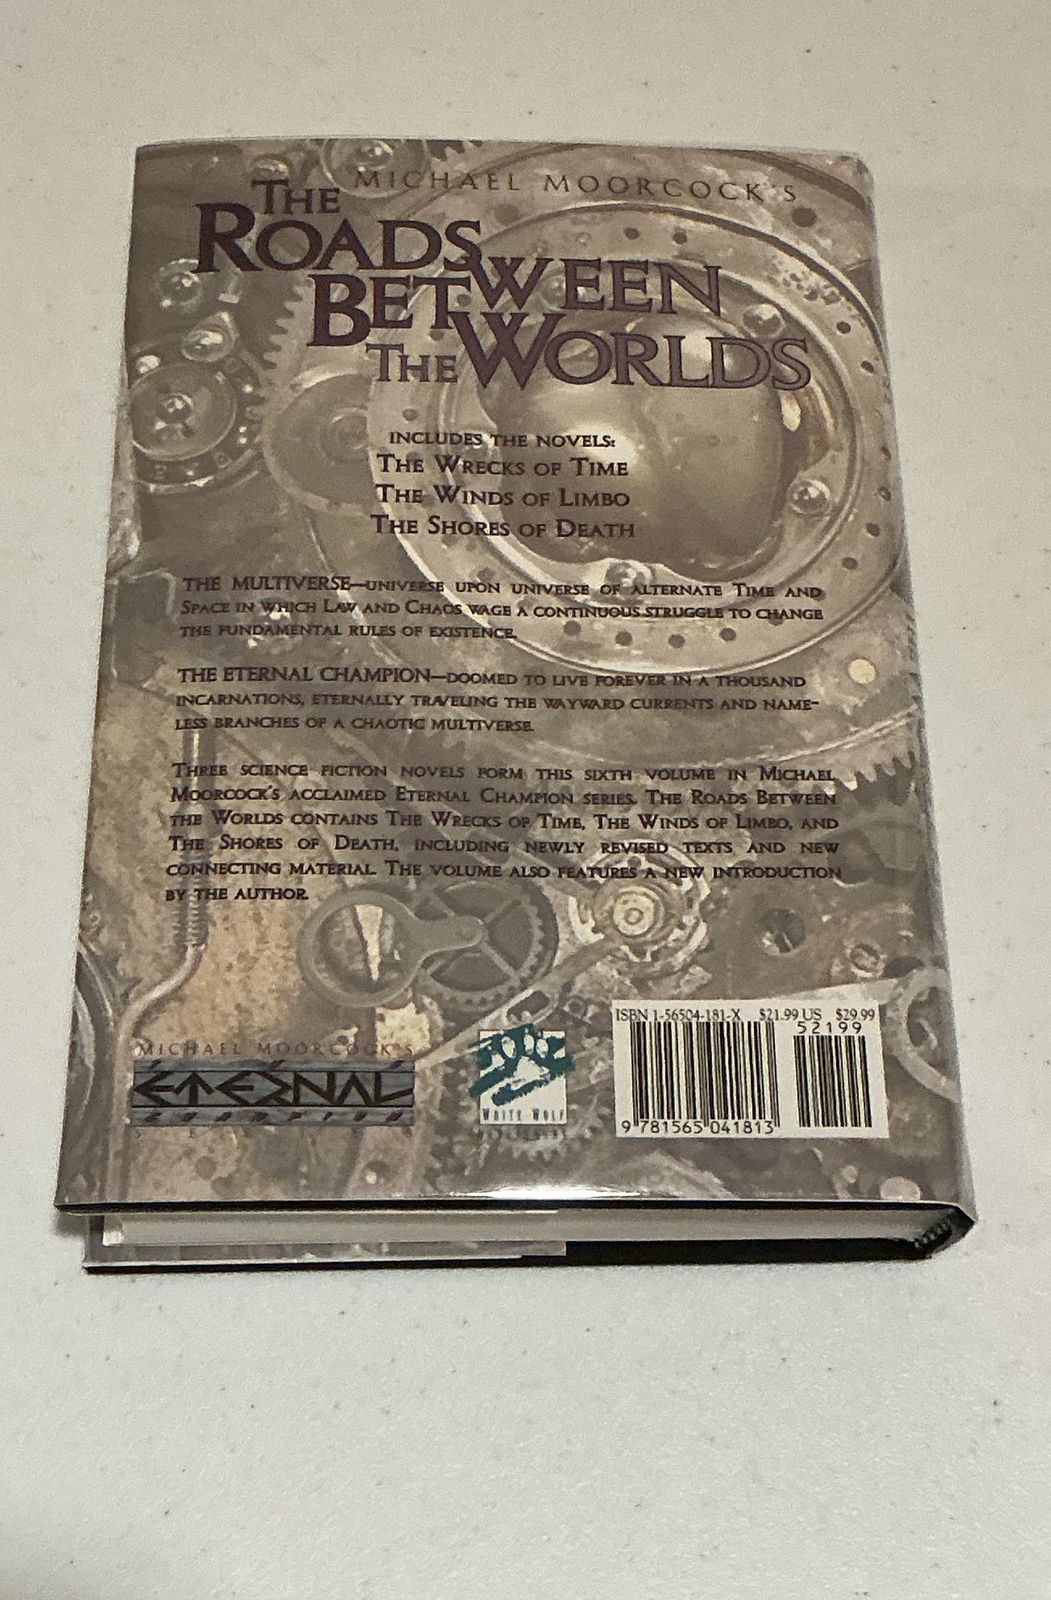 MICHAEL MOORCOCK'S
THE
ROADS
BETWEEN
THE WORLDS
INCLUDES THE NOVELS:
THE WRECKS OF TIME
THE WINDS OF LIMBO
THE SHORES OF DEATH
THE MULTIVERSE—UNIVERSE UPON UNIVERSE OF ALTERNATE TIME AND
SPACE IN WHICH LAW AND CHAOS WAGE A CONTINUOUS STRUGGLE TO CHANGE
THE FUNDAMENTAL RULES OF EXISTENCE.
THE ETERNAL CHAMPION—DOOMED TO LIVE FOREVER IN A THOUSAND
INCARNATIONS, ETERNALLY TRAVELING THE WAYWARD CURRENTS AND NAME-
LESS BRANCHES OF A CHAOTIC MULTIVERSE.
THREE SCIENCE FICTION NOVELS FORM THIS SIXTH VOLUME IN MICHAEL
MOORCOCK'S ACCLAIMED ETERNAL CHAMPION SERIES. THE ROADS BETWEEN
THE WORLDS CONTAINS THE WRECKS OF TIME, THE WINDS OF LIMBO, AND
THE SHORES OF DEATH, INCLUDING NEWLY REVISED TEXTS AND NEW
CONNECTING MATERIAL. THE VOLUME ALSO FEATURES A NEW INTRODUCTION
BY THE AUTHOR.
MICHAEL MOORCOCK'S
ETERNAL
CHAMPION
WHITE WOLF
ISBN 1-56504-181-X $21.99 US $29.99
52199
9 781565 041813